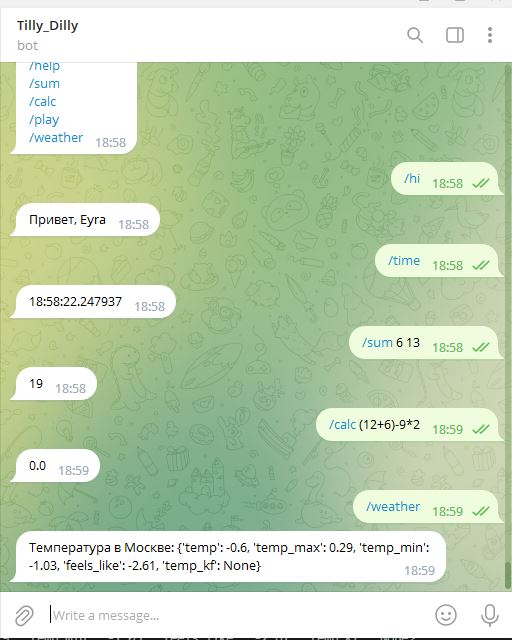 Tilly_Dilly
bot
/help
/sum
/calc
/play
/weather 18:58
/hi 18:58
Привет, Eyra 18:58
/time 18:58
18:58:22.247937 18:58
/sum 6 13 18:58
19 18:58
/calc (12+6)-9*2 18:59
0.0 18:59
/weather 18:59
Температура в Москве: {'temp': -0.6, 'temp_max': 0.29, 'temp_min':
-1.03, 'feels_like': -2.61, 'temp_kf': None} 18:59
Write a message...